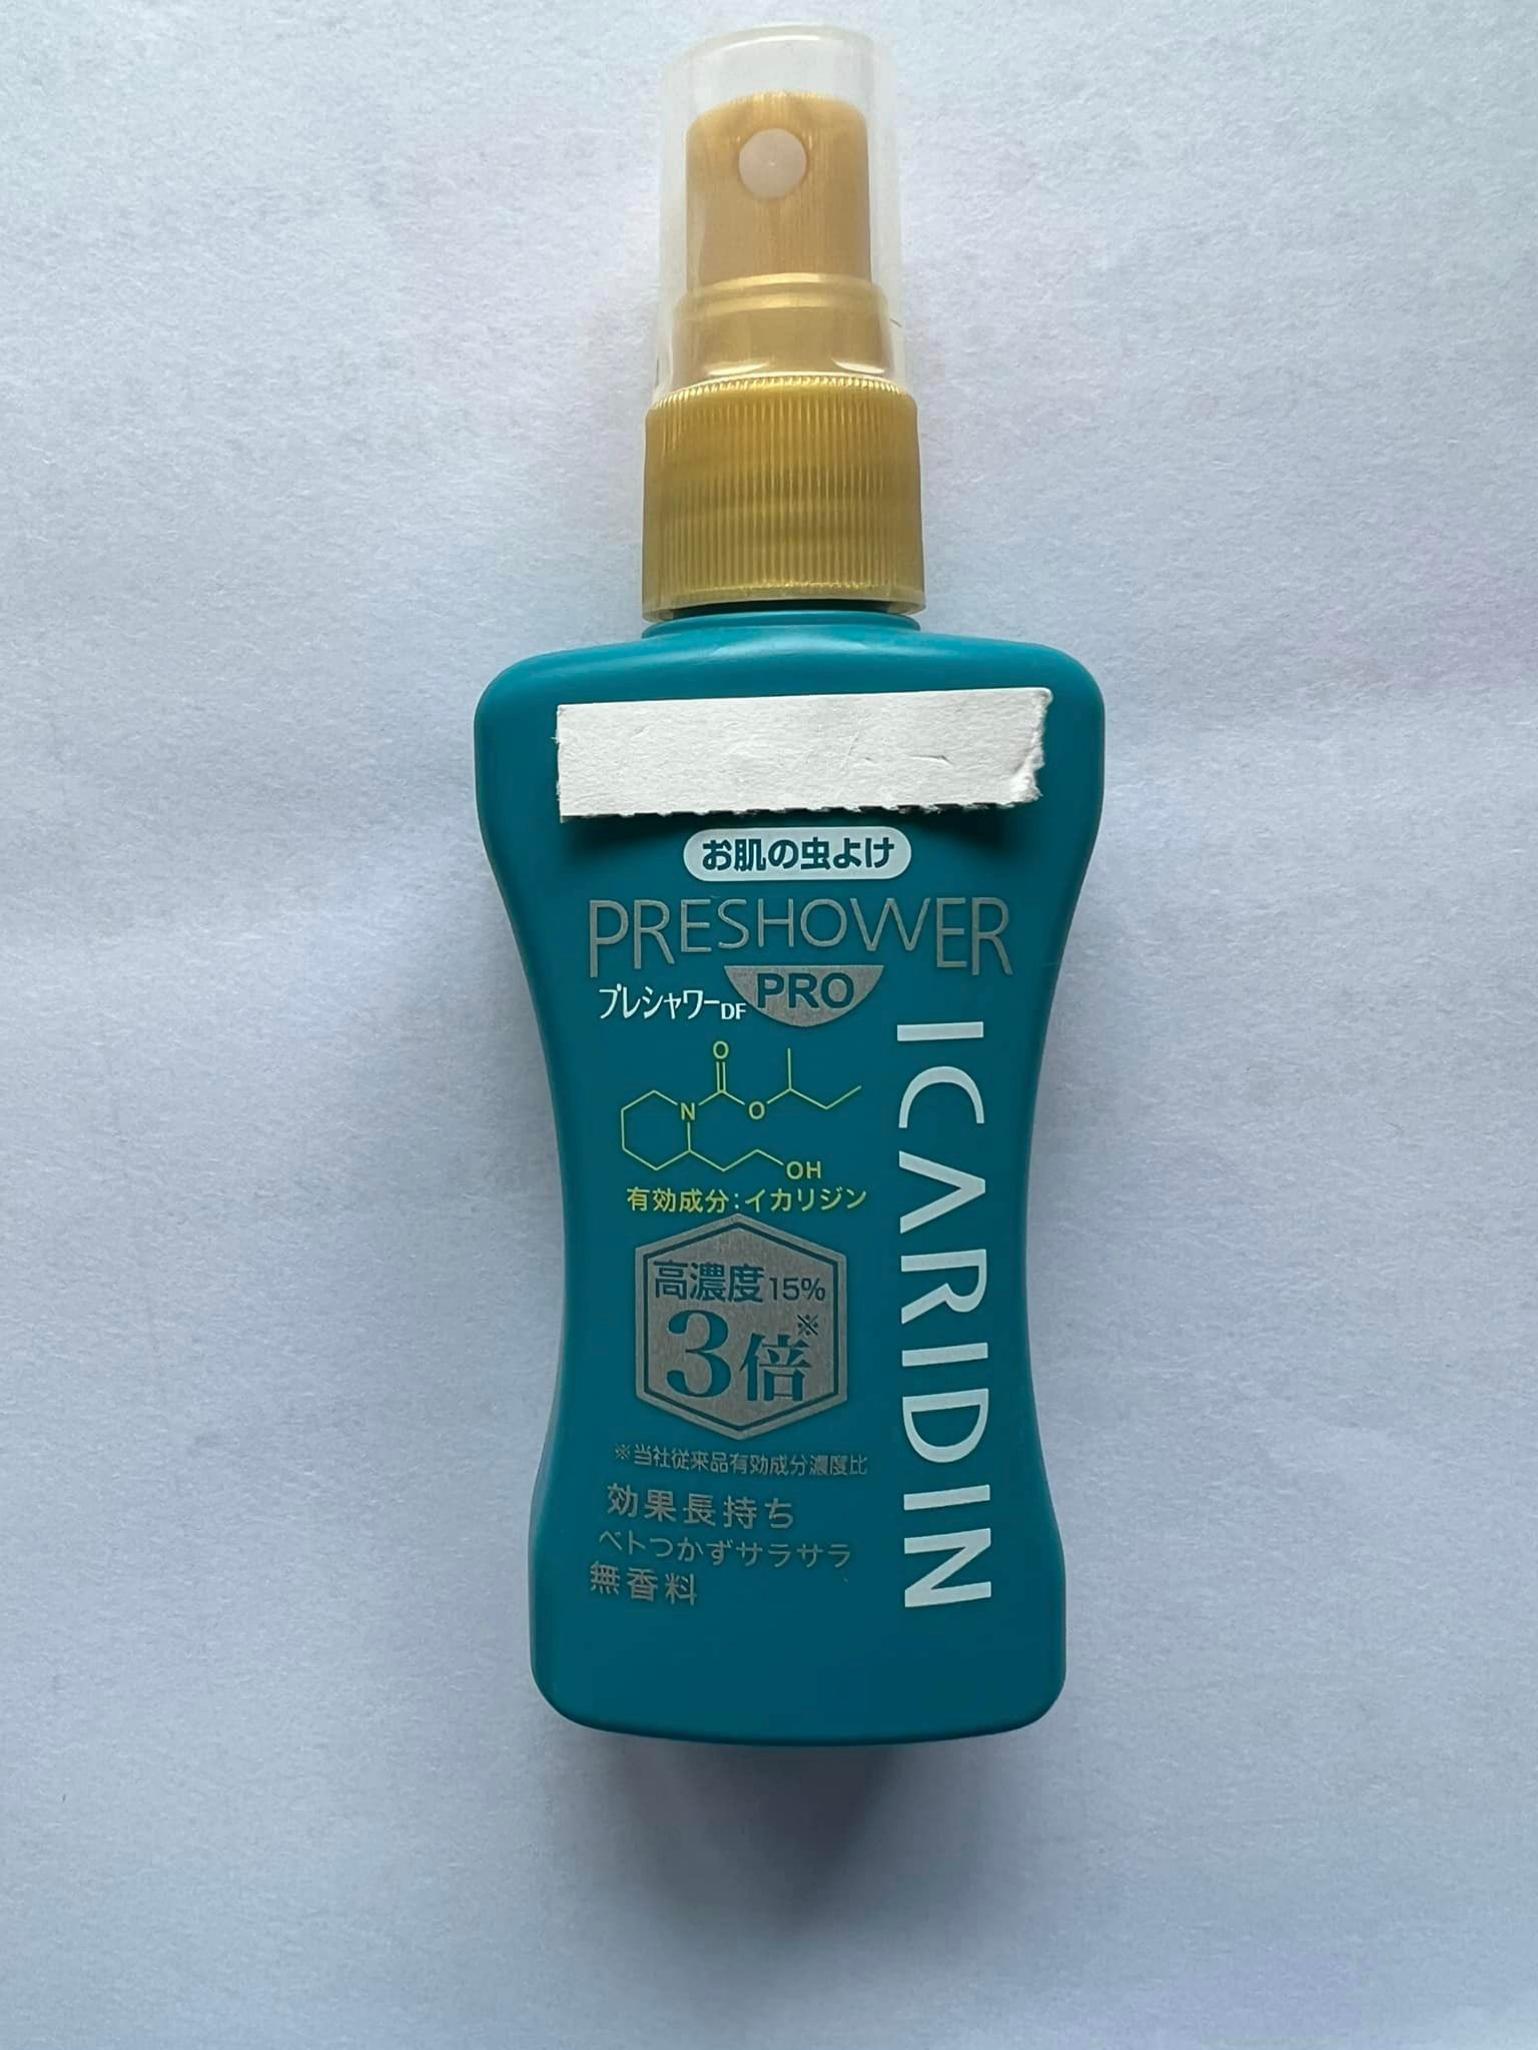 お肌の虫よけ
PRESHOWER
PRO
プレシャワーDF
O
N
O
OH
有効成分:イカリジン
ICARIDIN
高濃度15%
3倍※
※当社従来品有効成分濃度比
効果長持ち
ベトつかずサラサラ
無香料